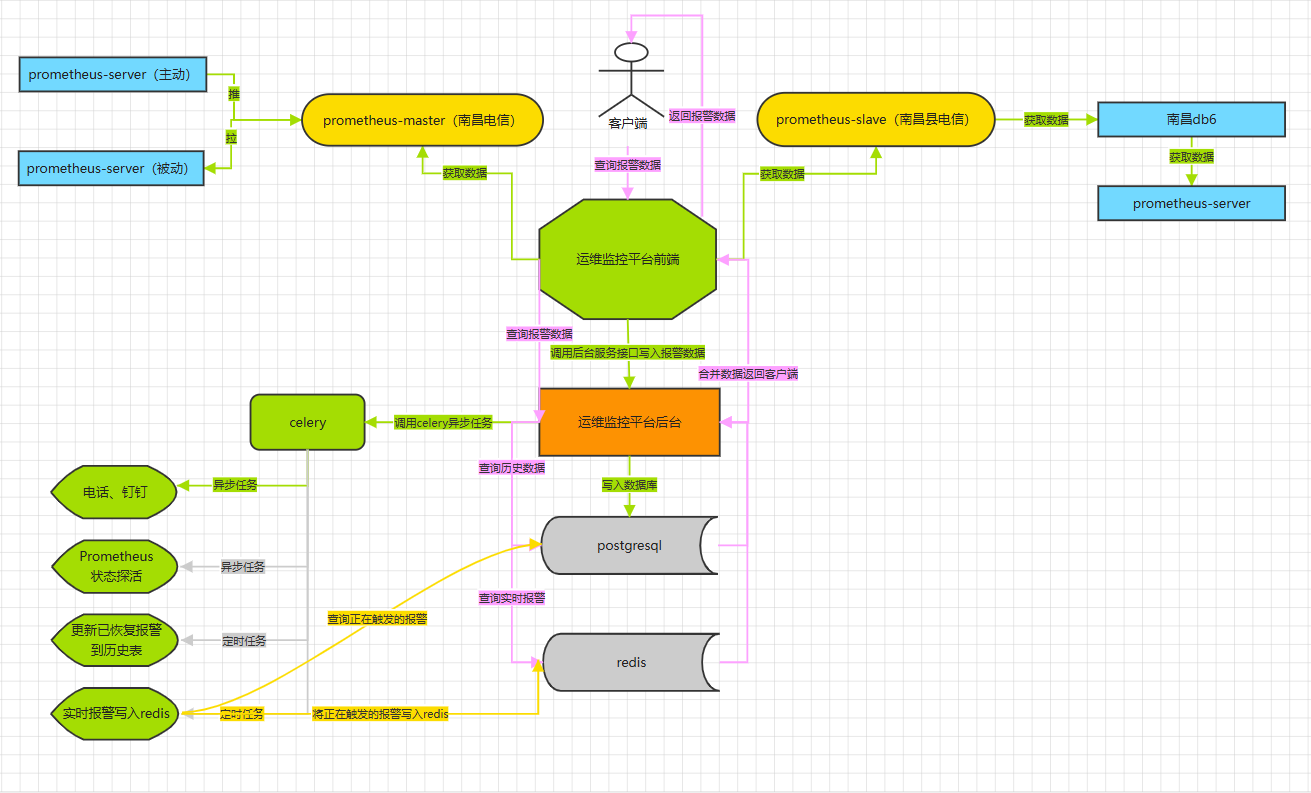 prometheus-server（主动）
推
prometheus-master（南昌电信）
拉
prometheus-server（被动）
获取数据
客户端
返回报警数据
查询报警数据
prometheus-slave（南昌县电信）
获取数据
南昌db6
获取数据
获取数据
prometheus-server
运维监控平台前端
查询报警数据
调用后台服务接口写入报警数据
合并数据返回客户端
celery
调用celery异步任务
运维监控平台后台
查询历史数据
写入数据库
电话、钉钉
异步任务
postgresql
Prometheus
状态探活
异步任务
查询实时报警
查询正在触发的报警
更新已恢复报警
到历史表
定时任务
redis
实时报警写入redis
定时任务
将正在触发的报警写入redis